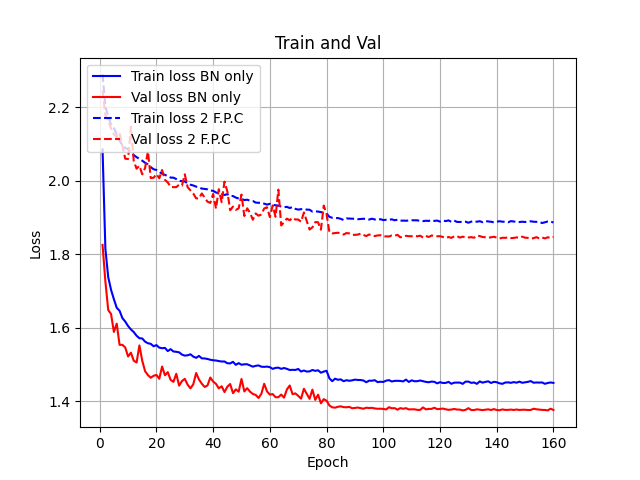 Train and Val
Train loss BN only
Val loss BN only
Train loss 2 F.P.C
Val loss 2 F.P.C
Loss
2.2
2.0
1.8
1.6
1.4
0 20 40 60 80 100 120 140 160
Epoch